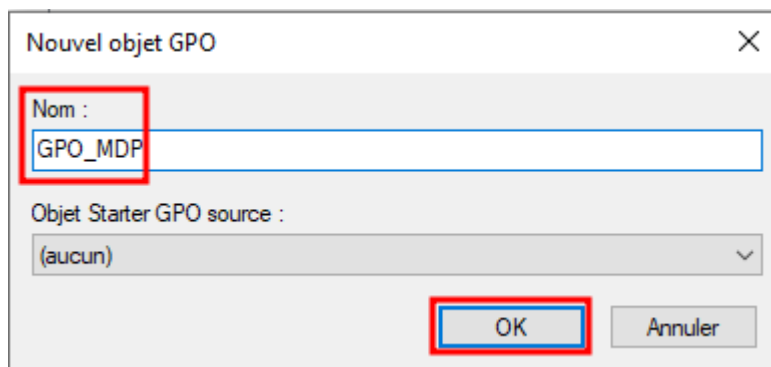 Nouvel objet GPO
Nom :
GPO_MDP
Objet Starter GPO source :
(aucun)
OK Annuler